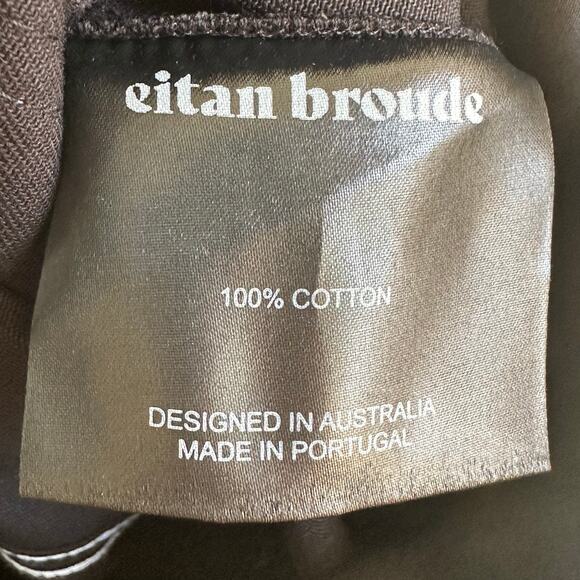 eitan broude
100% COTTON
DESIGNED IN AUSTRALIA
MADE IN PORTUGAL